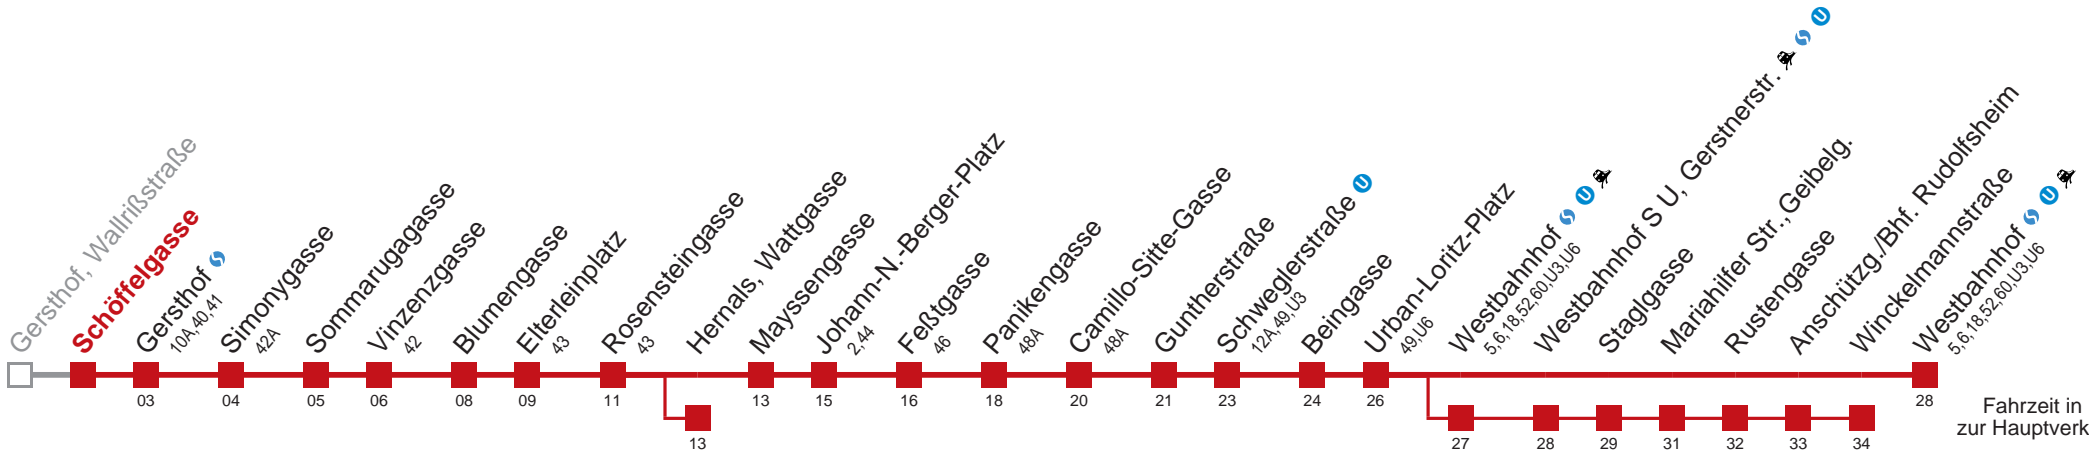 Gersthof, Wallrißstraße
Schöffelgasse
Gersthof
10A,40,41
Simonygasse
42A
Sommarugagasse
Vinzenzgasse
42
Blumengasse
Elterleinplatz
43
Rosensteingasse
43
Hernals, Wattgasse
Mayssengasse
Johann-N.-Berger-Platz
2,44
Feßtgasse
46
Panikengasse
48A
Camillo-Sitte-Gasse
48A
Guntherstraße
Schweglerstraße U
12A,49,U3
Beingasse
Urban-Loritz-Platz
49,U6
Westbahnhof U
5,6,18,52,60,U3,U6
Westbahnhof S U, Gerstnerstr. U
Staglgasse
Mariahilfer Str.,Geibelg.
Rustengasse
Anschützg./Bhf. Rudolfsheim
Winckelmannstraße
Westbahnhof U
5,6,18,52,60,U3,U6
03 04 05 06 08 09 11 13 15 16 18 20 21 23 24 26 28
13 27 28 29 31 32 33 34
Fahrzeit in
zur Hauptverk